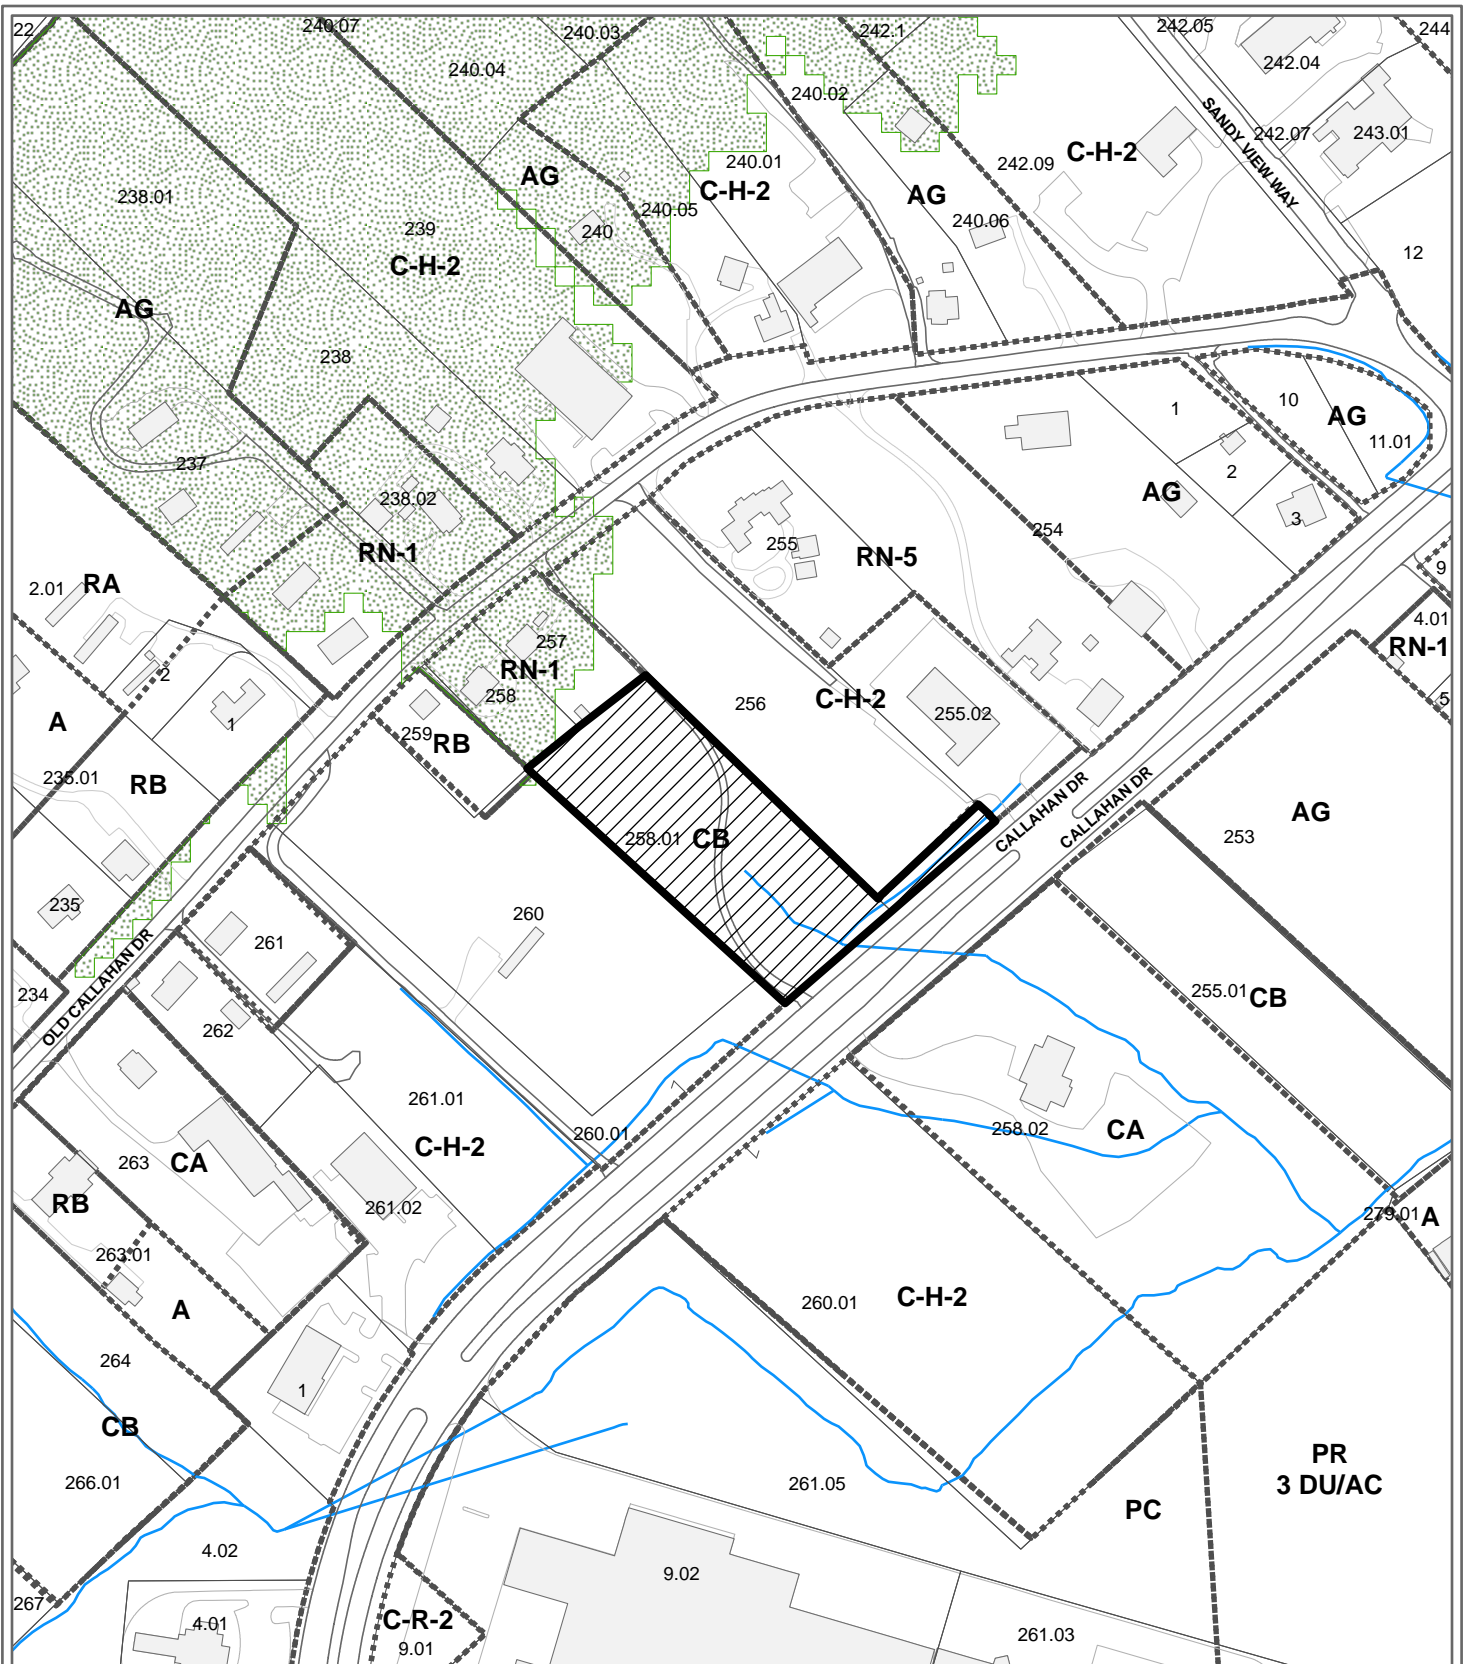 22
240.07
240.03
242.1
242.05
244
240.04
242.04
240.02
SANDY VIEW WAY
242.07
243.01
C-H-2
242.09
240.01
AG
C-H-2
238.01
AG
240.05
240.06
239
240
12
C-H-2
AG
238
1
10
AG
11.01
237
2
238.02
AG
3
254
255
RN-5
RN-1
9
2.01
RA
4.01
257
RN-1
RN-1
2
258
C-H-2
5
256
255.02
A
1
259
RB
235.01
RB
CALLAHAN DR
CALLAHAN DR
AG
253
258.01
CB
235
260
261
OLD CALLAHAN DR
234
255.01
CB
262
261.01
258.02
CA
260.01
C-H-2
263
CA
RB
261.02
279.01
A
263.01
A
260.01
C-H-2
264
1
CB
PR
3 DU/AC
266.01
261.05
PC
4.02
9.02
267
4.01
C-R-2
9.01
261.03